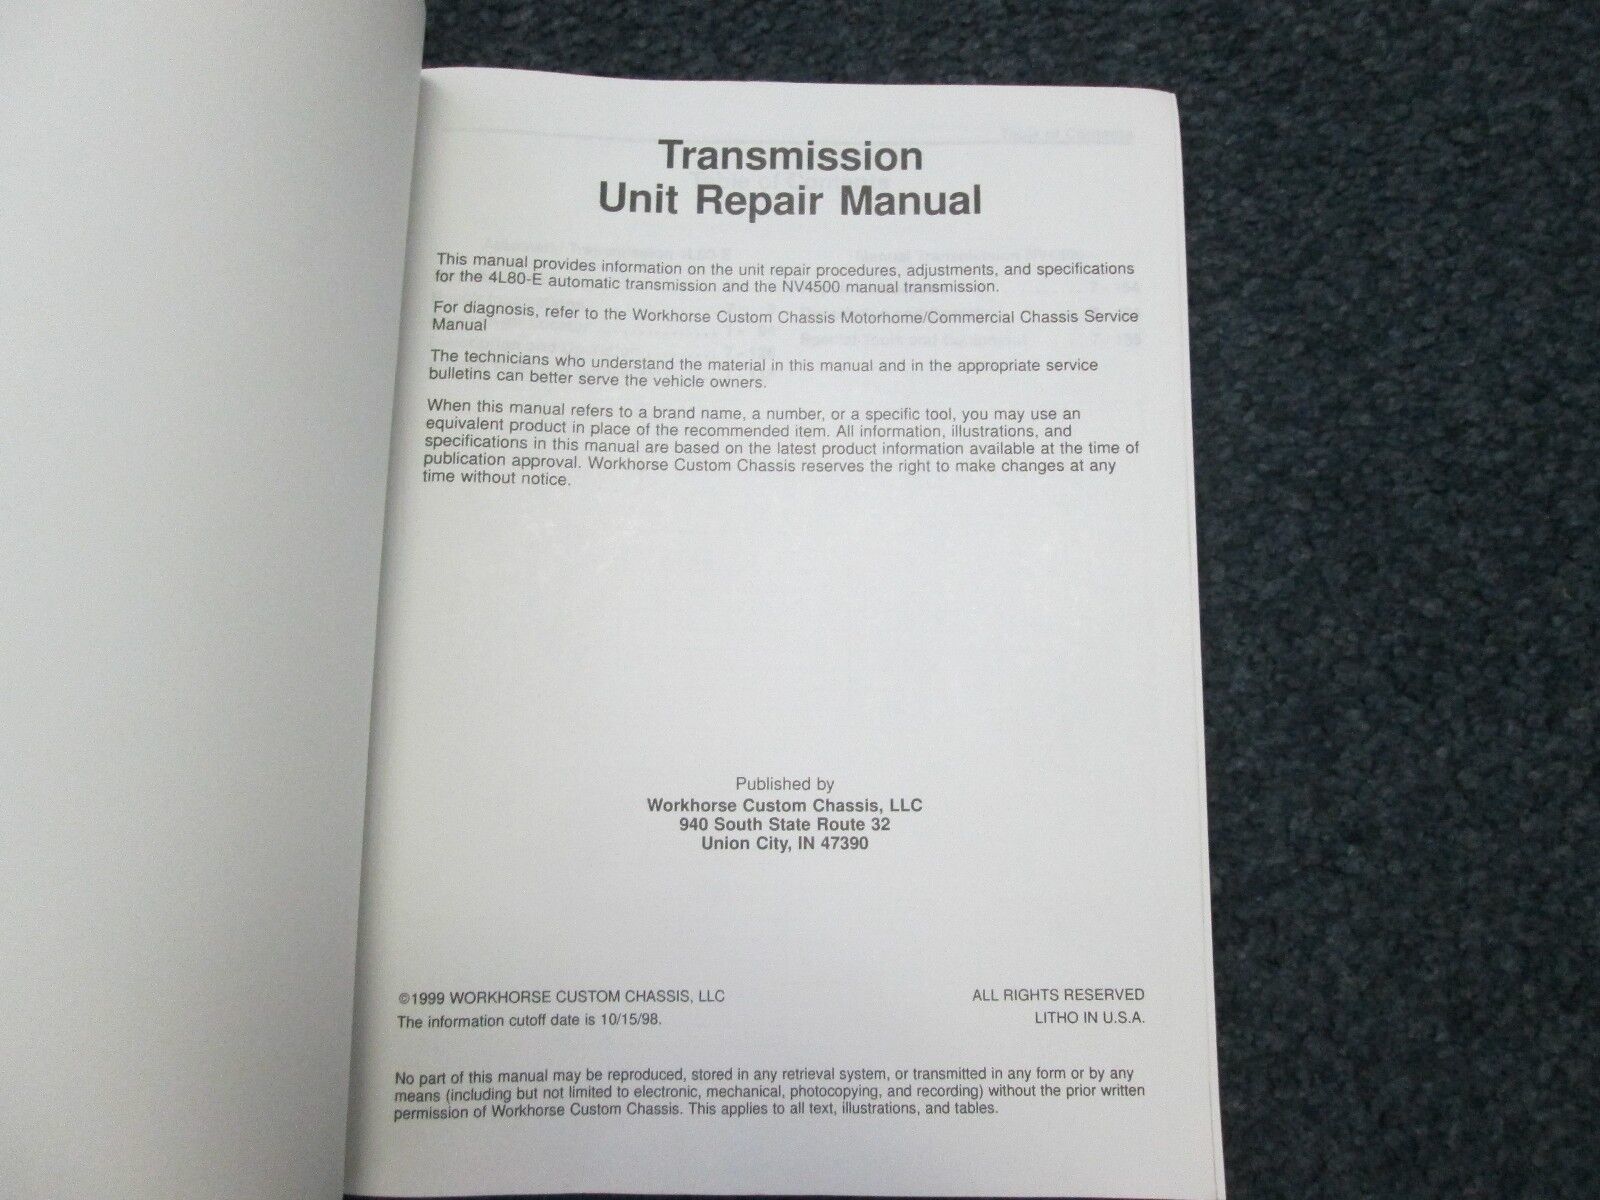 Transmission
Unit Repair Manual
This manual provides information on the unit repair procedures, adjustments, and specifications
for the 4L80-E automatic transmission and the NV4500 manual transmission.
For diagnosis, refer to the Workhorse Custom Chassis Motorhome/Commercial Chassis Service
Manual
The technicians who understand the material in this manual and in the appropriate service
bulletins can better serve the vehicle owners.
When this manual refers to a brand name, a number, or a specific tool, you may use an
equivalent product in place of the recommended item. All information, illustrations, and
specifications in this manual are based on the latest product information available at the time of
publication approval. Workhorse Custom Chassis reserves the right to make changes at any
time without notice.
Published by
Workhorse Custom Chassis, LLC
940 South State Route 32
Union City, IN 47390
©1999 WORKHORSE CUSTOM CHASSIS, LLC
ALL RIGHTS RESERVED
The information cutoff date is 10/15/98.
LITHO IN U.S.A.
No part of this manual may be reproduced, stored in any retrieval system, or transmitted in any form or by any
means (including but not limited to electronic, mechanical, photocopying, and recording) without the prior written
permission of Workhorse Custom Chassis. This applies to all text, illustrations, and tables.